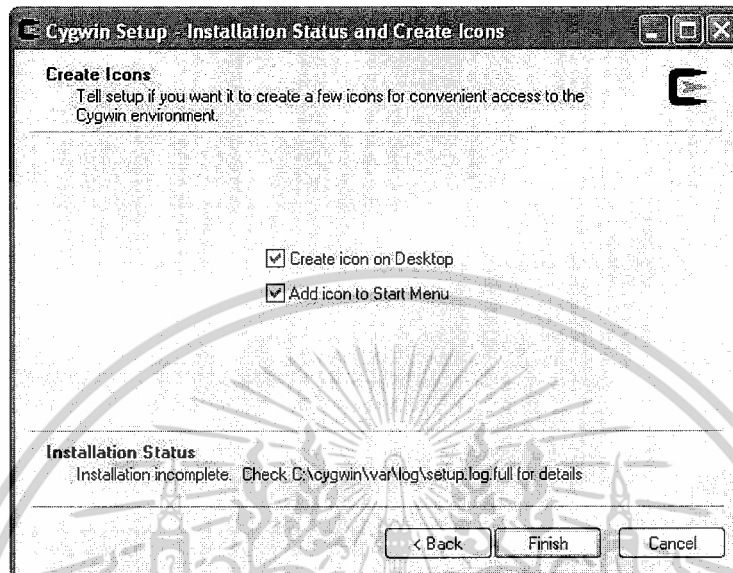 Cygwin Setup - Installation Status and Create Icons
Create Icons
Tell setup if you want it to create a few icons for convenient access to the
Cygwin environment.
Create icon on Desktop
Add icon to Start Menu
Installation Status
Installation incomplete. Check C:\cygwin\var\log\setup.log.full for details
< Back Finish Cancel